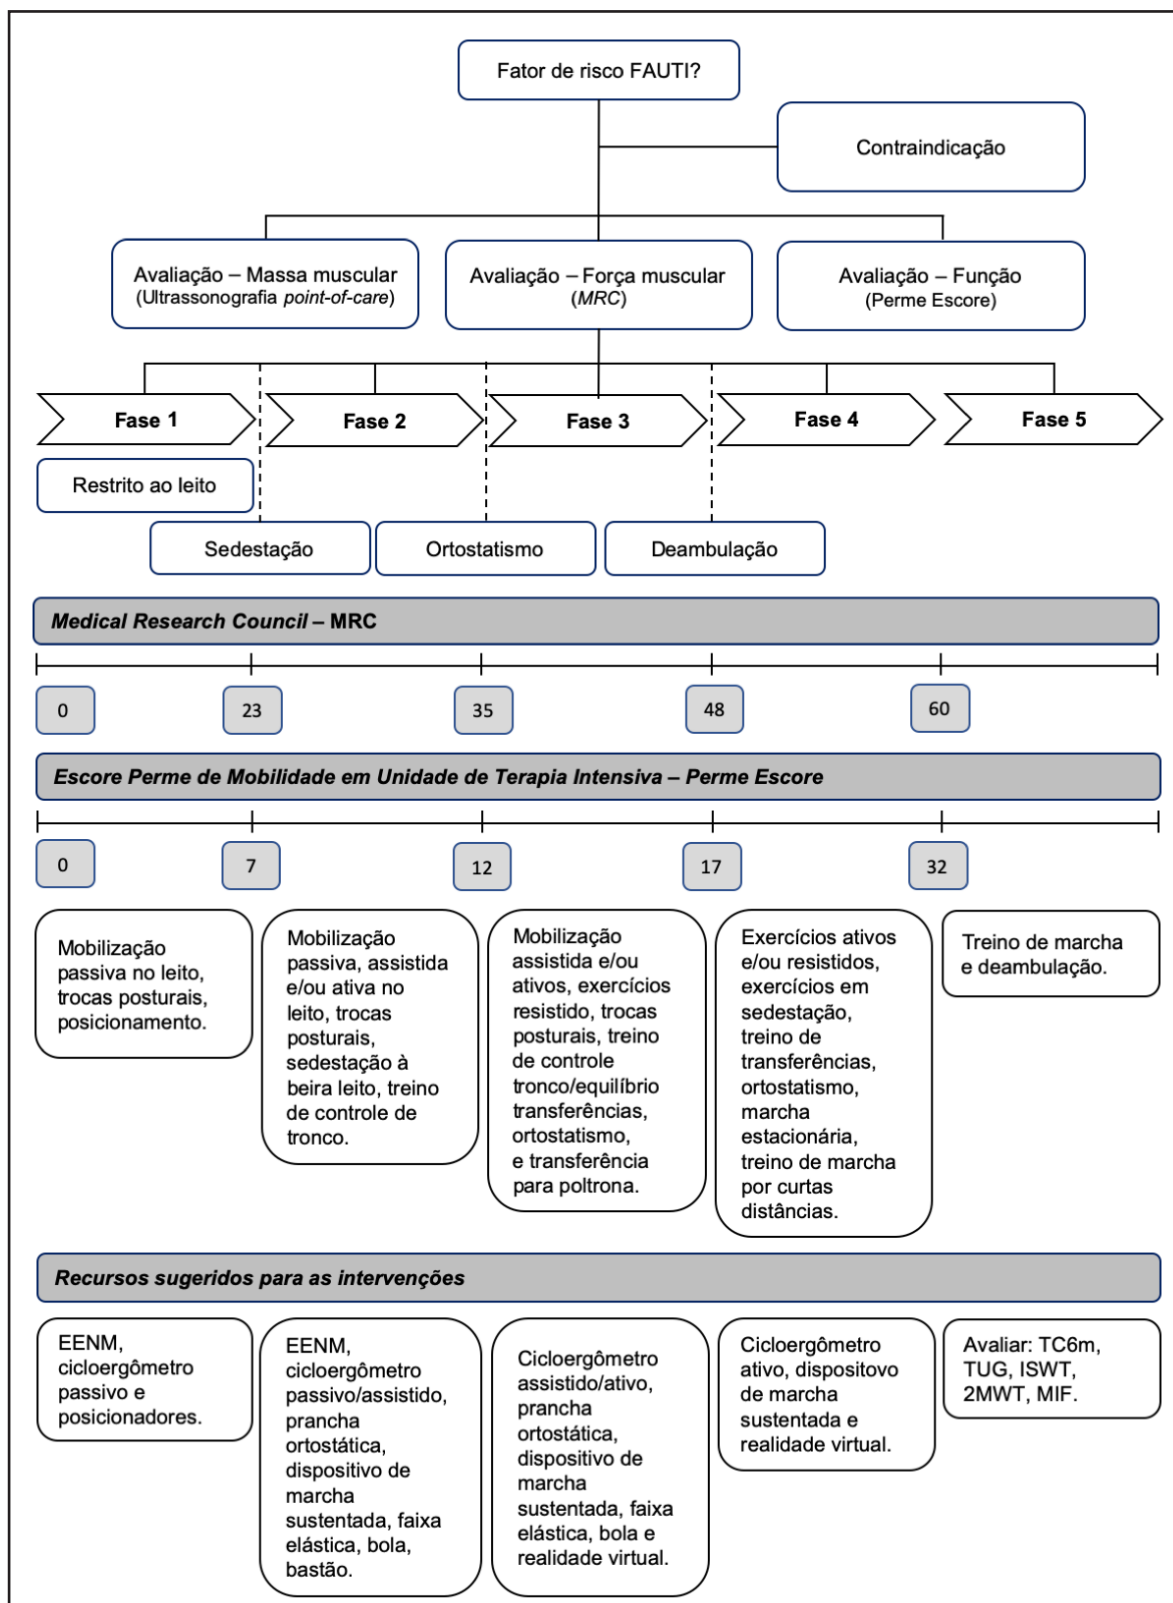 Fator de risco FAUTI?
Contraindicação
Avaliação – Massa muscular
(Ultrassonografia point-of-care)
Avaliação – Força muscular
(MRC)
Avaliação – Função
(Perme Escore)
Fase 1
Fase 2
Fase 3
Fase 4
Fase 5
Restrito ao leito
Sedestação
Ortostatismo
Deambulação
Medical Research Council – MRC
0
23
35
48
60
Escore Perme de Mobilidade em Unidade de Terapia Intensiva – Perme Escore
0
7
12
17
32
Mobilização
passiva no leito,
trocas posturais,
posicionamento.
Mobilização
passiva, assistida
e/ou ativa no
leito, trocas
posturais,
sedestação à
beira leito, treino
de controle de
tronco.
Mobilização
assistida e/ou
ativos, exercícios
resistido, trocas
posturais, treino
de controle
tronco/equilíbrio
transferências,
ortostatismo,
e transferência
para poltrona.
Exercícios ativos
e/ou resistidos,
exercícios em
sedestação,
treino de
transferências,
ortostatismo,
marcha
estacionária,
treino de marcha
por curtas
distâncias.
Treino de marcha
e deambulação.
Recursos sugeridos para as intervenções
EENM,
cicloergômetro
passivo e
posicionadores.
EENM,
cicloergômetro
passivo/assistido,
prancha
ortostática,
dispositivo de
marcha
sustentada, faixa
elástica, bola,
bastão.
Cicloergômetro
assistido/ativo,
prancha
ortostática,
dispositivo de
marcha
sustentada, faixa
elástica, bola e
realidade virtual.
Cicloergômetro
ativo, dispositovo
de marcha
sustentada e
realidade virtual.
Avaliar: TC6m,
TUG, ISWT,
2MWT, MIF.